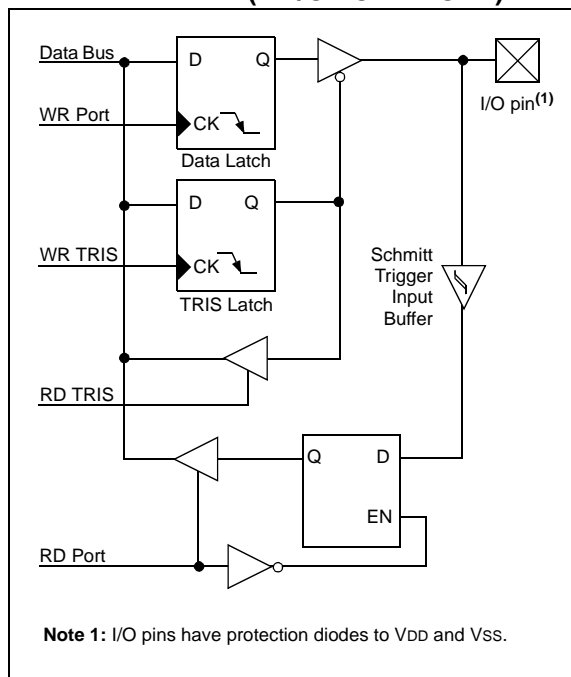 Data Bus
D Q
I/O pin(1)
WR Port
CK
Data Latch
D Q
WR TRIS
CK
TRIS Latch
Schmitt
Trigger
Input
Buffer
RD TRIS
Q D
EN
RD Port
Note 1: I/O pins have protection diodes to VDD and VSS.